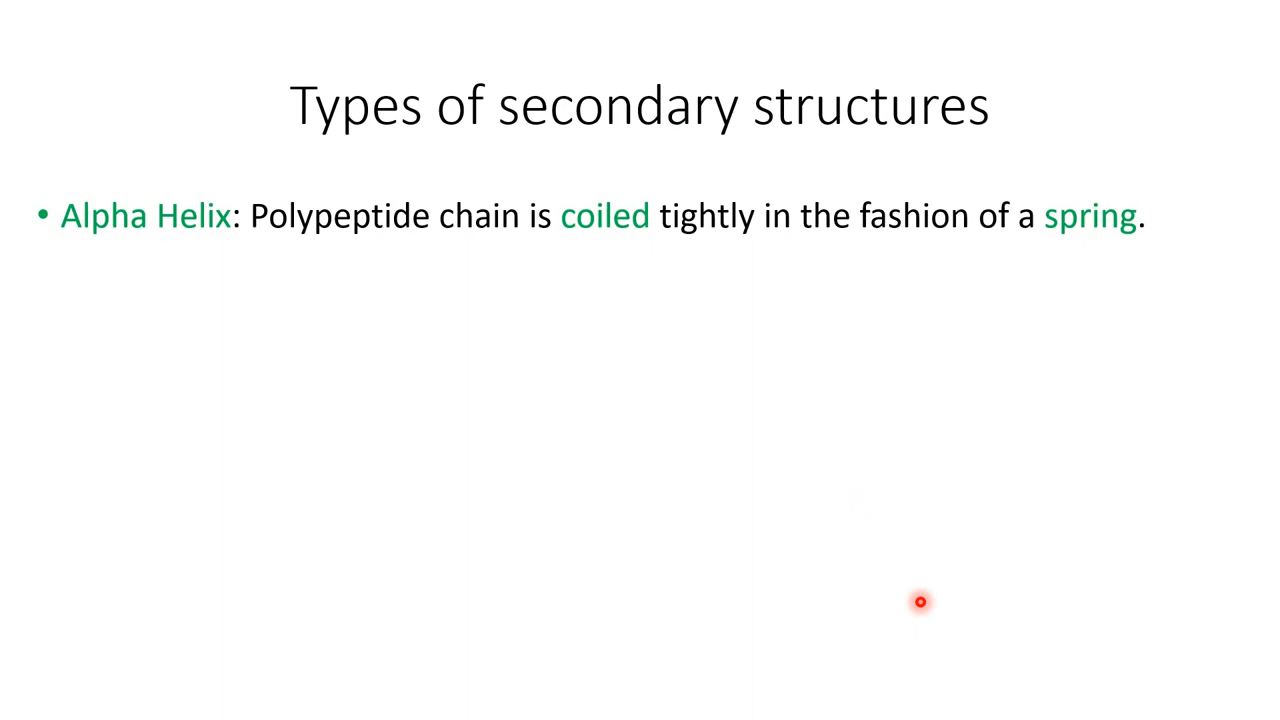 Types of secondary structures
• Alpha Helix: Polypeptide chain is coiled tightly in the fashion of a spring.